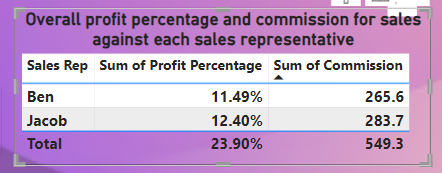 Overall profit percentage and commission for sales
against each sales representative
Sales Rep Sum of Profit Percentage Sum of Commission
Ben 11.49% 265.6
Jacob 12.40% 283.7
Total 23.90% 549.3